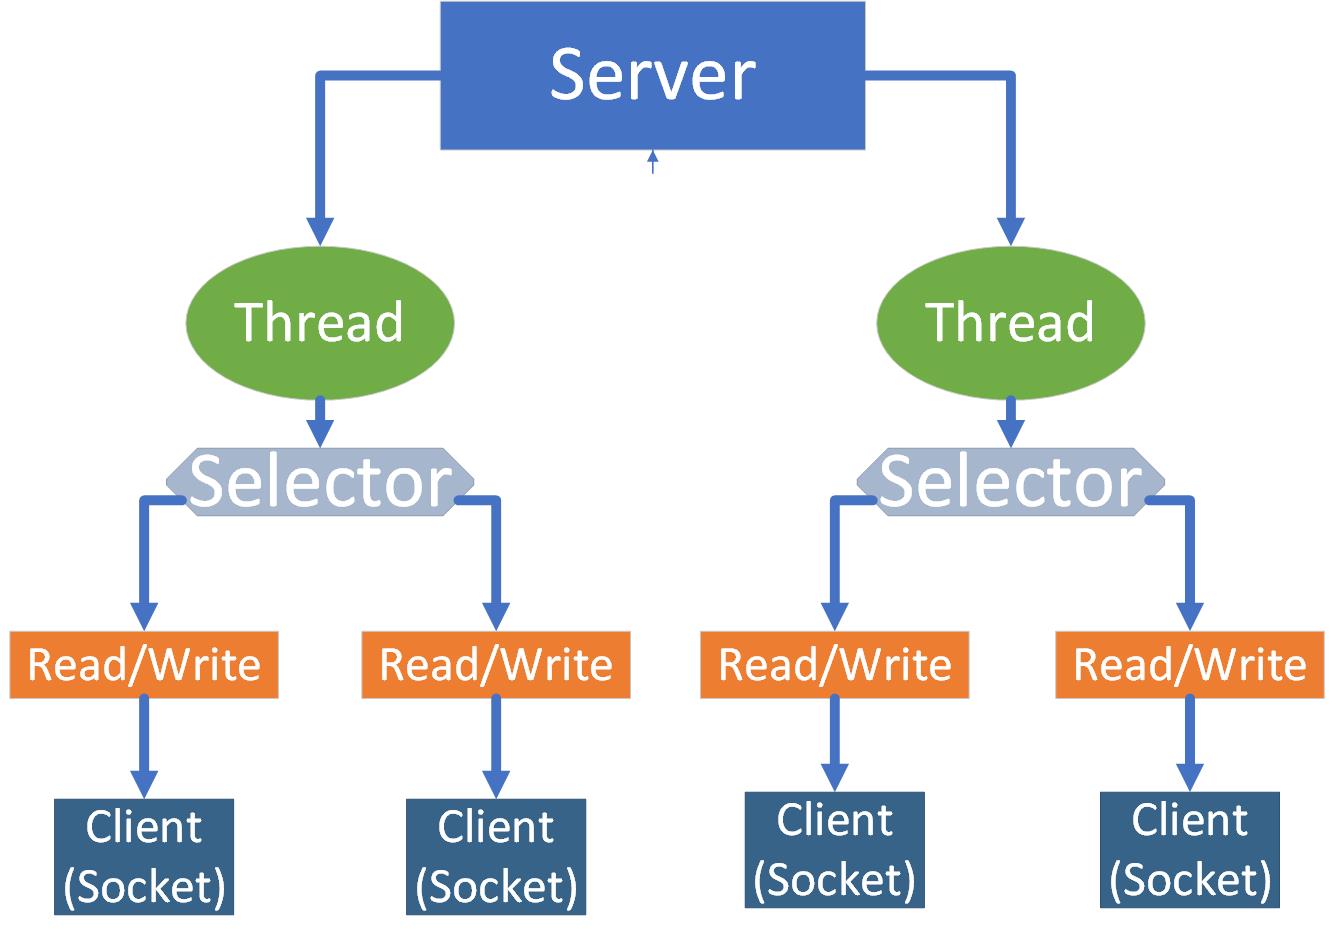 Server
Thread
Thread
Selector
Selector
Read/Write
Read/Write
Read/Write
Read/Write
Client
(Socket)
Client
(Socket)
Client
(Socket)
Client
(Socket)